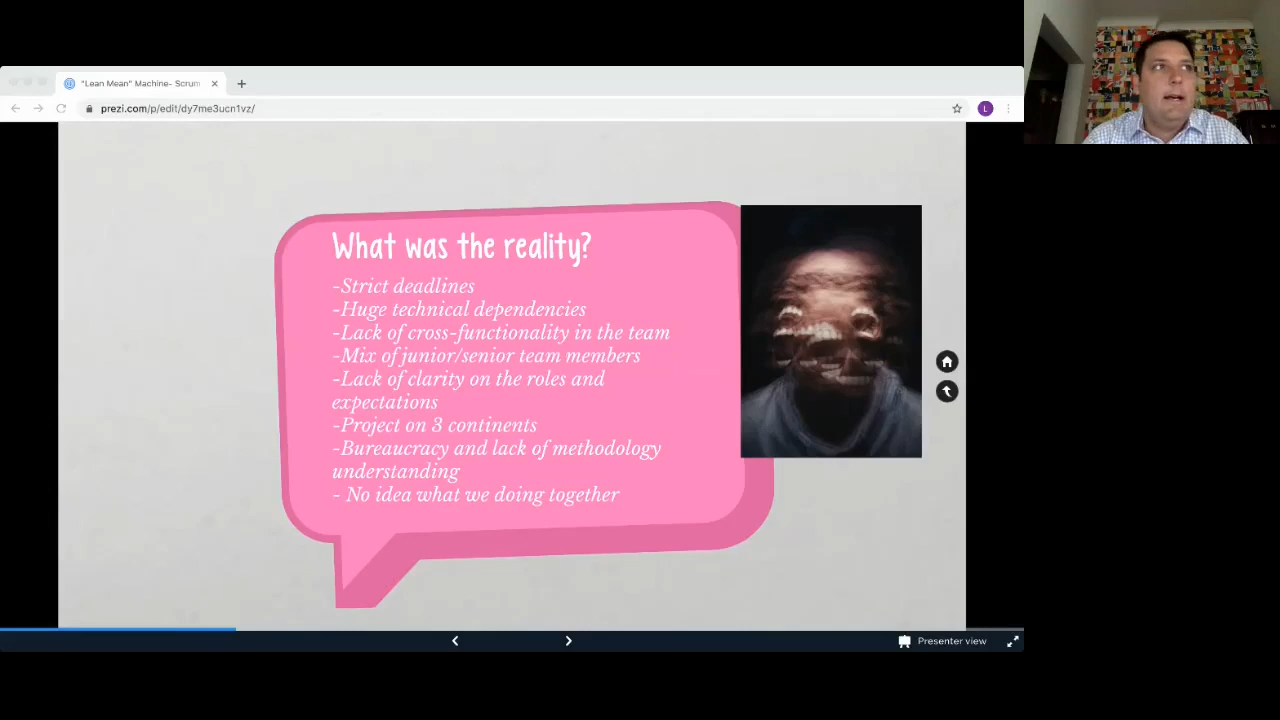 "Lean Mean" Machine- Scrum
prezi.com/p/edit/dy7me3ucn1vz/
L
What was the reality?
-Strict deadlines
-Huge technical dependencies
-Lack of cross-functionality in the team
-Mix of junior/senior team members
-Lack of clarity on the roles and
expectations
-Project on 3 continents
-Bureaucracy and lack of methodology
understanding
- No idea what we doing together
Presenter view